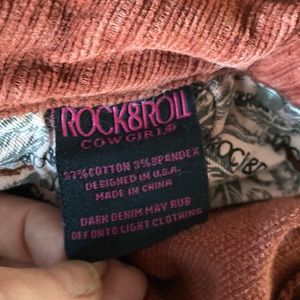 ROCK&ROLL
COWGIRL®
97%COTTON 3%SPANDEX
DESIGNED IN U.S.A.
MADE IN CHINA
DARK DENIM MAY RUB
OFF ONTO LIGHT CLOTHING